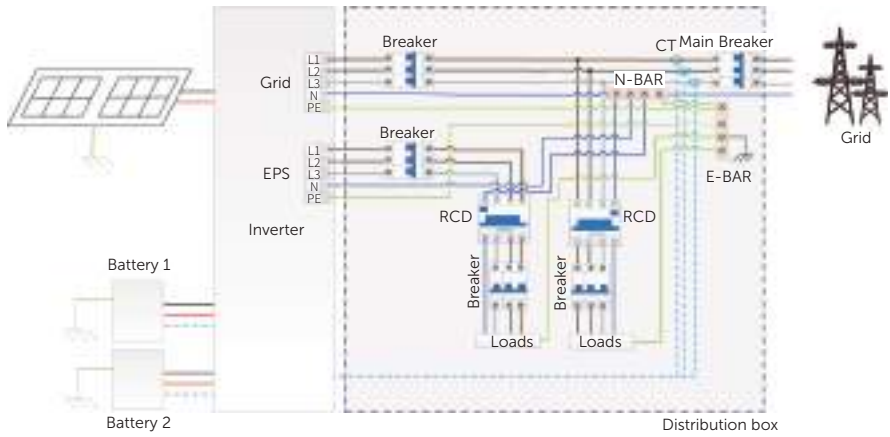 Breaker
CT Main Breaker
Grid
L1
L2
L3
N
PE
N-BAR
Grid
Breaker
EPS
L1
L2
L3
N
PE
E-BAR
Inverter
RCD
RCD
Battery 1
Breaker
Breaker
Loads
Loads
Battery 2
Distribution box